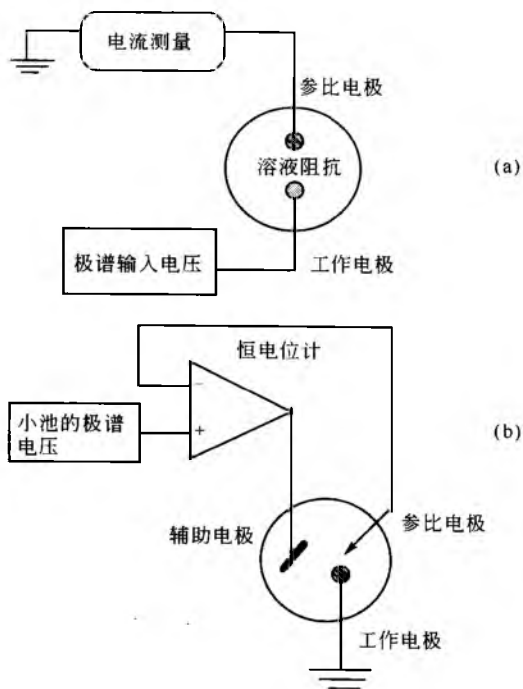 电流测量
参比电极
溶液阻抗
(a)
极谱输入电压
工作电极
恒电位计
−
小池的极谱
电压
+
(b)
辅助电极
参比电极
工作电极